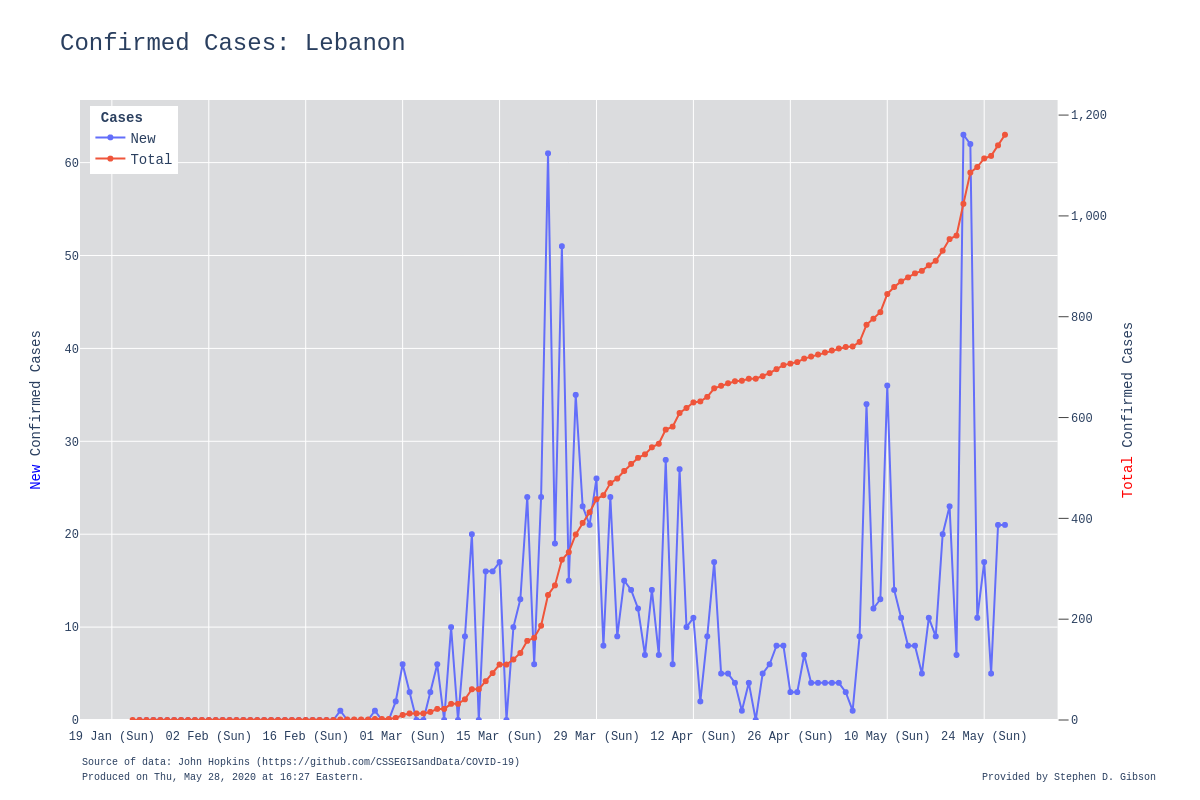 Confirmed Cases: Lebanon
Cases
New
Total
60
50
40
30
20
10
0
New Confirmed Cases
1,200
1,000
800
600
400
200
0
Total Confirmed Cases
19 Jan (Sun) 02 Feb (Sun) 16 Feb (Sun) 01 Mar (Sun) 15 Mar (Sun) 29 Mar (Sun) 12 Apr (Sun) 26 Apr (Sun) 10 May (Sun) 24 May (Sun)
Source of data: John Hopkins (https://github.com/CSSEGISandData/COVID-19)
Produced on Thu, May 28, 2020 at 16:27 Eastern.
Provided by Stephen D. Gibson